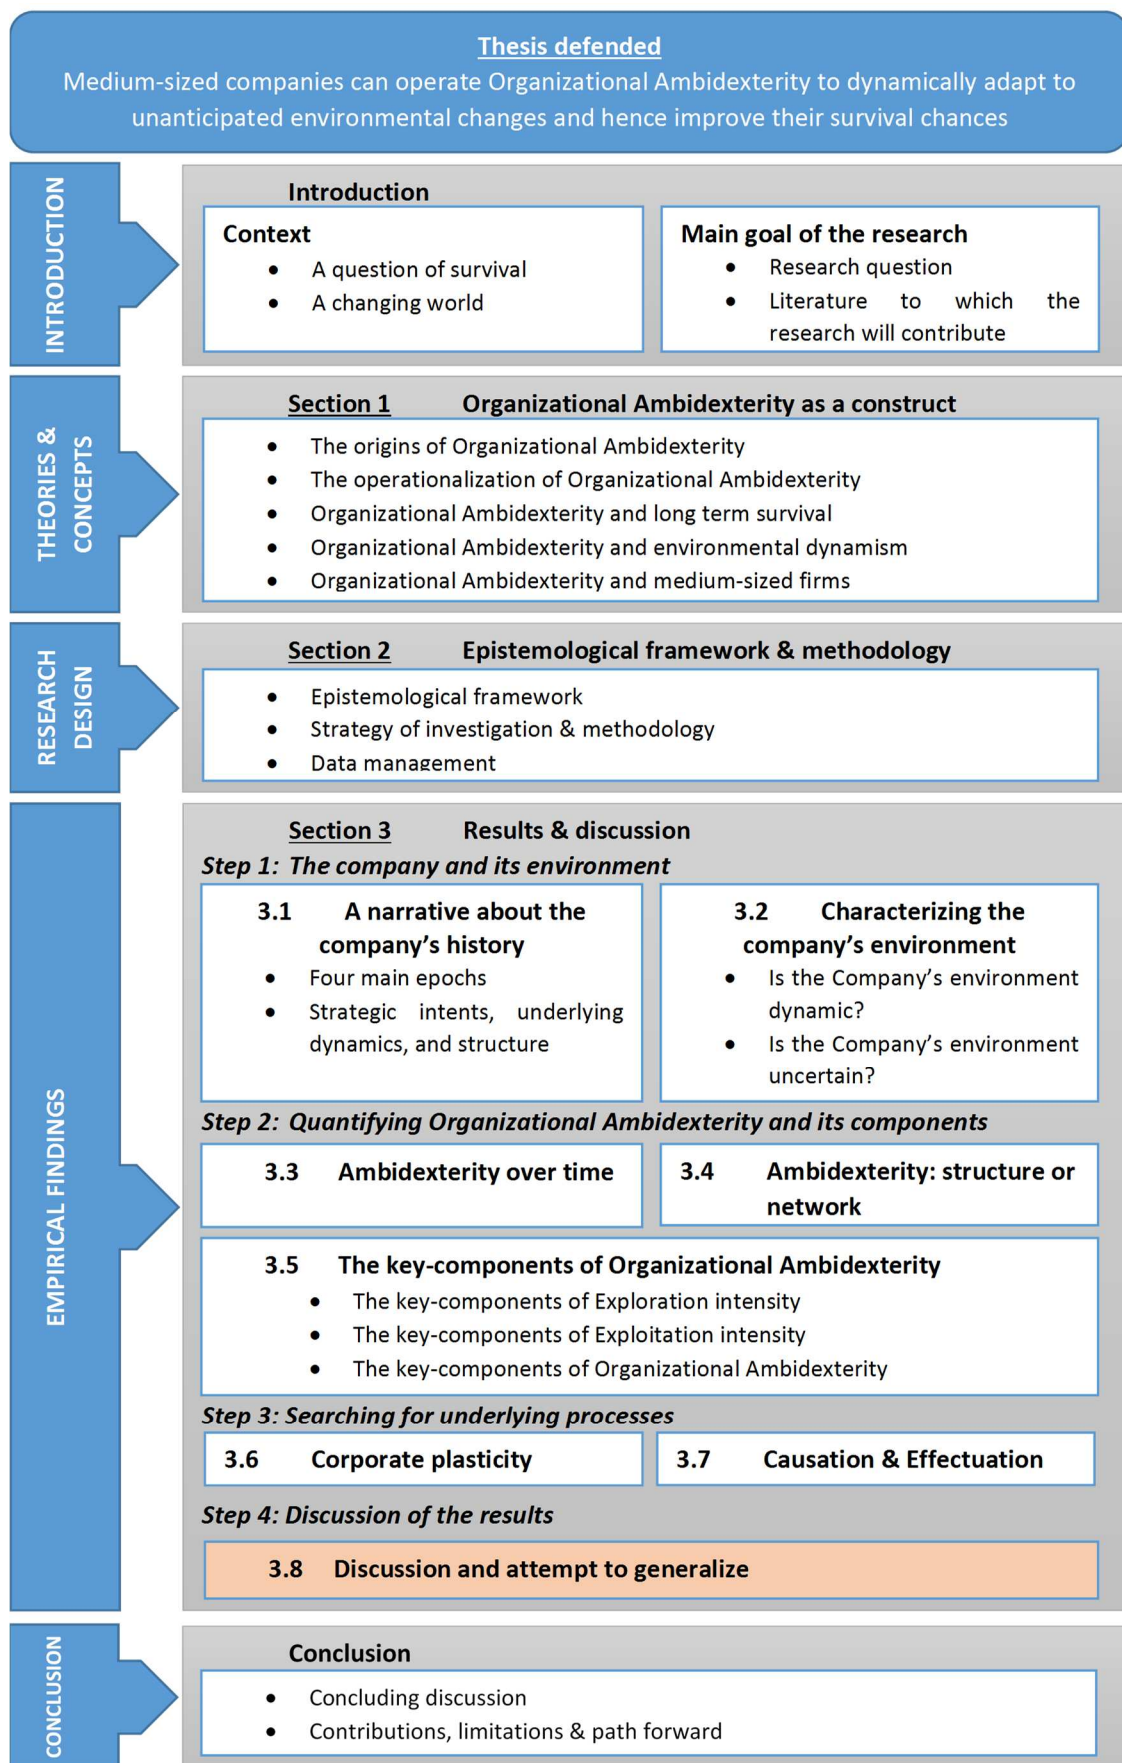 Thesis defended
Medium-sized companies can operate Organizational Ambidexterity to dynamically adapt to
unanticipated environmental changes and hence improve their survival chances
INTRODUCTION
Introduction
Context
• A question of survival
• A changing world
Main goal of the research
• Research question
• Literature to which the
research will contribute
THEORIES &
CONCEPTS
Section 1 Organizational Ambidexterity as a construct
• The origins of Organizational Ambidexterity
• The operationalization of Organizational Ambidexterity
• Organizational Ambidexterity and long term survival
• Organizational Ambidexterity and environmental dynamism
• Organizational Ambidexterity and medium-sized firms
RESEARCH
DESIGN
Section 2 Epistemological framework & methodology
• Epistemological framework
• Strategy of investigation & methodology
• Data management
EMPIRICAL FINDINGS
Section 3 Results & discussion
Step 1: The company and its environment
3.1 A narrative about the
company's history
• Four main epochs
• Strategic intents, underlying
dynamics, and structure
3.2 Characterizing the
company's environment
• Is the Company's environment
dynamic?
• Is the Company's environment
uncertain?
Step 2: Quantifying Organizational Ambidexterity and its components
3.3 Ambidexterity over time
3.4 Ambidexterity: structure or
network
3.5 The key-components of Organizational Ambidexterity
• The key-components of Exploration intensity
• The key-components of Exploitation intensity
• The key-components of Organizational Ambidexterity
Step 3: Searching for underlying processes
3.6 Corporate plasticity
3.7 Causation & Effectuation
Step 4: Discussion of the results
3.8 Discussion and attempt to generalize
CONCLUSION
Conclusion
• Concluding discussion
• Contributions, limitations & path forward